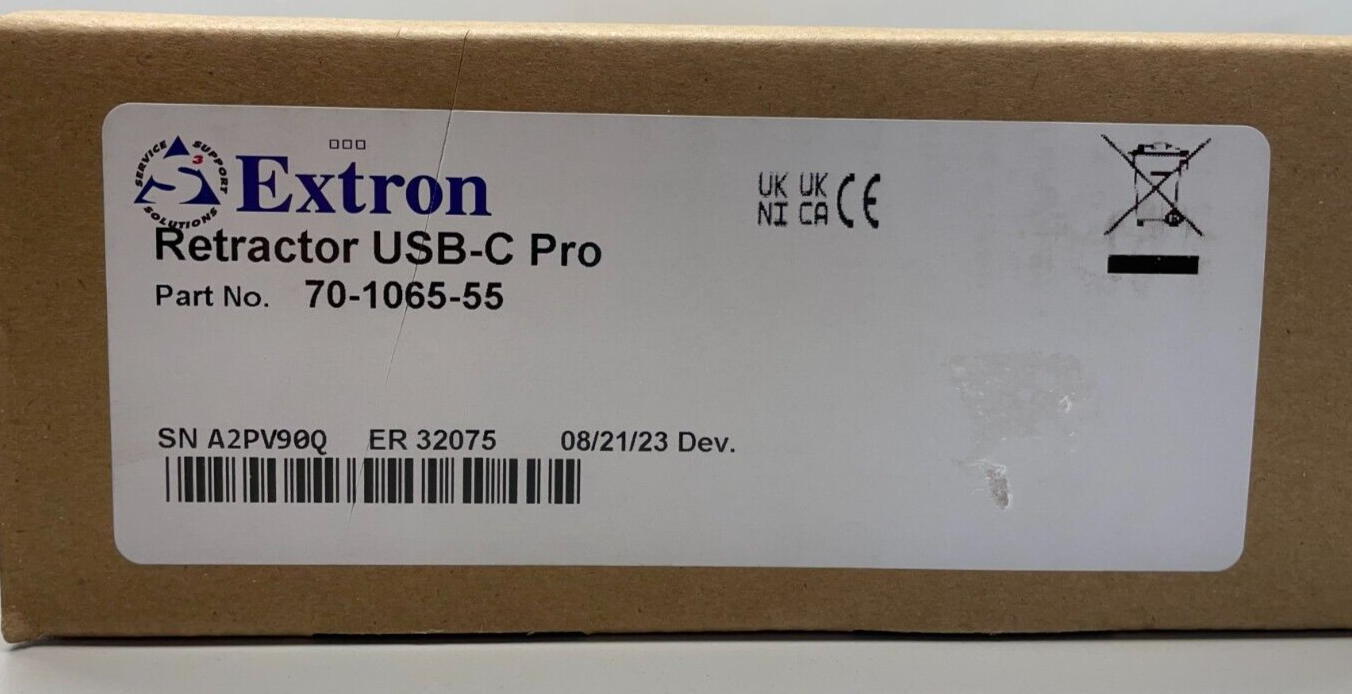 SERVICE SUPPORT SOLUTIONS
S3
Extron
Retractor USB-C Pro
Part No. 70-1065-55
UK UK CE
NI CA
SN A2PV90Q ER 32075 08/21/23 Dev.